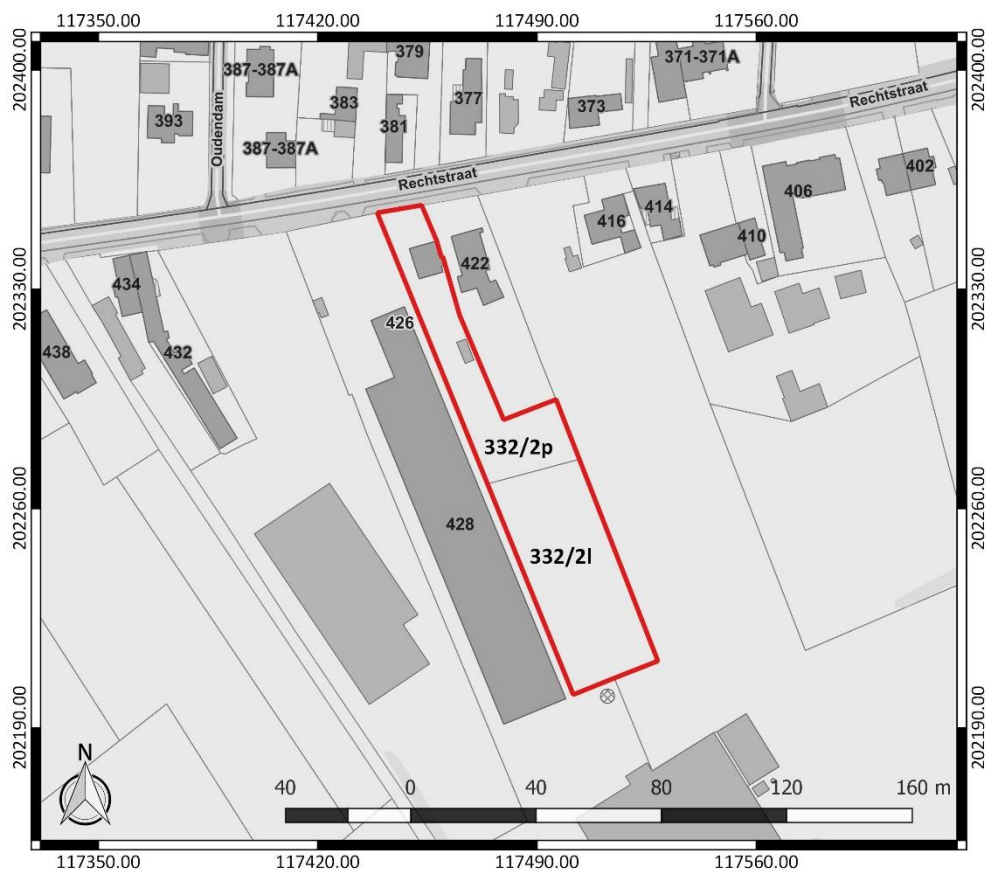 117350.00 117420.00 117490.00 117560.00
202400.00 202400.00
387-387A
379
371-371A
383
377
393
381
373
Oudendam
387-387A
Rechtstraat
Rechtstraat
402
406
414
416
410
422
202330.00 202330.00
434
426
438
432
332/2p
202260.00 202260.00
428
332/2l
202190.00 202190.00
N
40 0 40 80 120 160 m
117350.00 117420.00 117490.00 117560.00